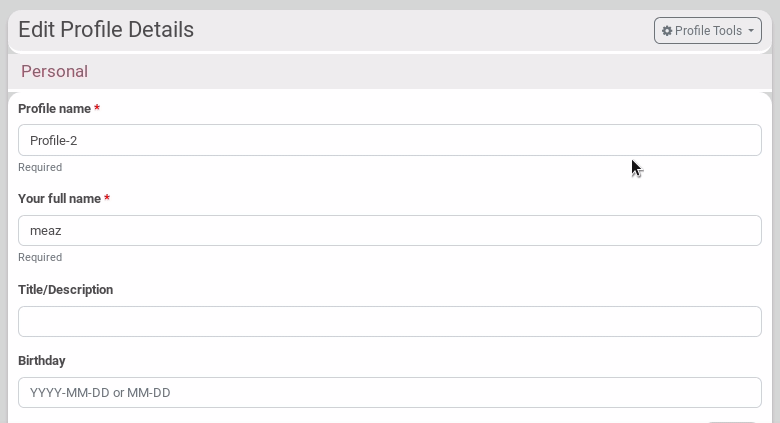 Edit Profile Details
Profile Tools
Personal
Profile name *
Profile-2
Required
Your full name *
meaz
Required
Title/Description
Birthday
YYYY-MM-DD or MM-DD